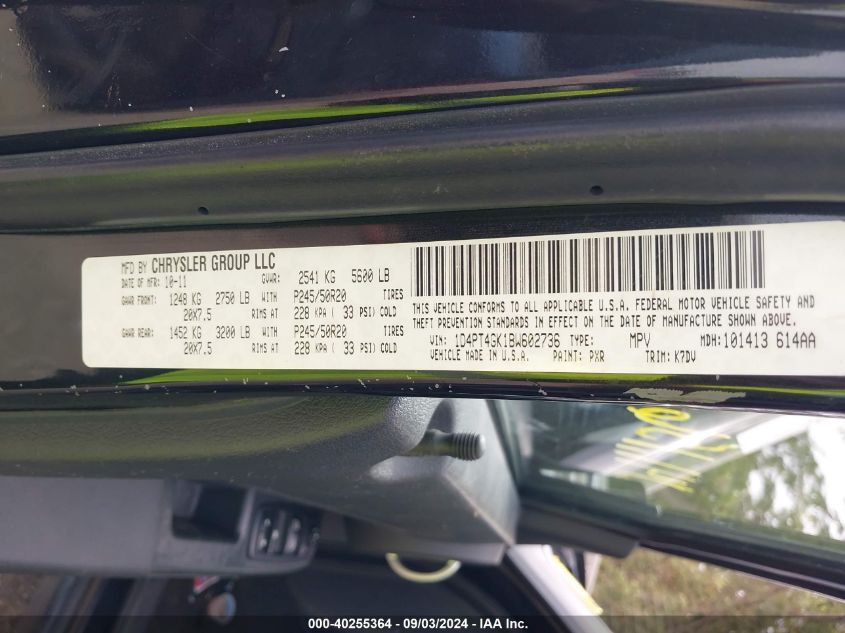 MFD BY CHRYSLER GROUP LLC
DATE OF MFR: 10-11 GVWR: 2541 KG 5600 LB
GAWR FRONT: 1248 KG 2750 LB WITH P245/50R20 TIRES
20X7.5 RIMS AT 228 KPA ( 33 PSI) COLD
GAWR REAR: 1452 KG 3200 LB WITH P245/50R20 TIRES
20X7.5 RIMS AT 228 KPA ( 33 PSI) COLD
THIS VEHICLE CONFORMS TO ALL APPLICABLE U.S.A. FEDERAL MOTOR VEHICLE SAFETY AND
THEFT PREVENTION STANDARDS IN EFFECT ON THE DATE OF MANUFACTURE SHOWN ABOVE.
VIN: 1D4PT4GK1BW602736 TYPE: MPV MDH:101413 614AA
VEHICLE MADE IN U.S.A. PAINT: PXR TRIM: K7DV
000-40255364 - 09/03/2024 - IAA Inc.